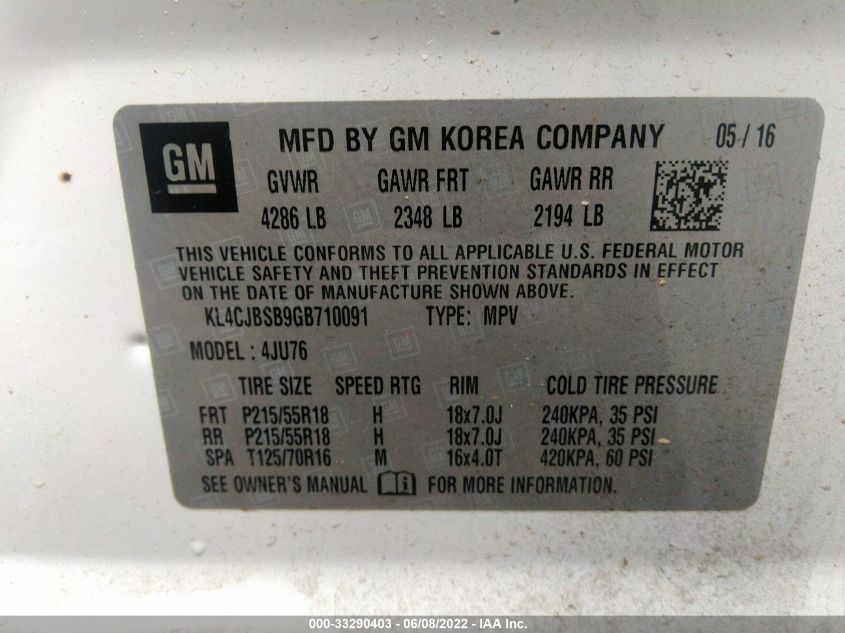 GM
MFD BY GM KOREA COMPANY 05 / 16
GVWR GAWR FRT GAWR RR
4286 LB 2348 LB 2194 LB
THIS VEHICLE CONFORMS TO ALL APPLICABLE U.S. FEDERAL MOTOR
VEHICLE SAFETY AND THEFT PREVENTION STANDARDS IN EFFECT
ON THE DATE OF MANUFACTURE SHOWN ABOVE.
KL4CJBSB9GB710091 TYPE: MPV
MODEL : 4JU76
TIRE SIZE SPEED RTG RIM COLD TIRE PRESSURE
FRT P215/55R18 H 18x7.0J 240KPA, 35 PSI
RR P215/55R18 H 18x7.0J 240KPA, 35 PSI
SPA T125/70R16 M 16x4.0T 420KPA, 60 PSI
SEE OWNER'S MANUAL i FOR MORE INFORMATION.
000-33290403 - 06/08/2022 - IAA Inc.